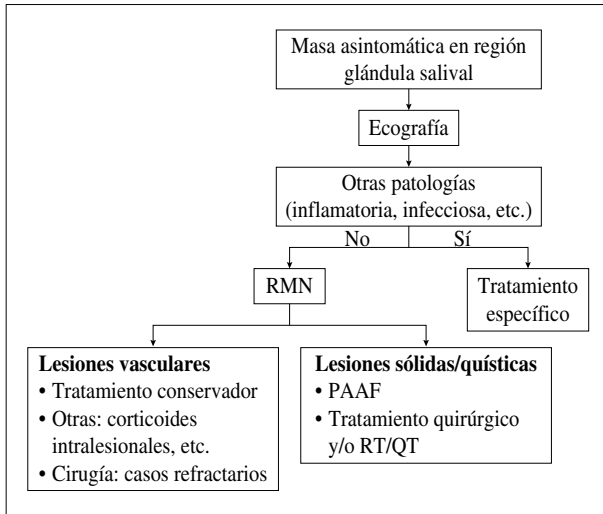 Masa asintomática en región
glándula salival
Ecografía
Otras patologías
(inflamatoria, infecciosa, etc.)
No
Sí
RMN
Tratamiento
específico
Lesiones vasculares
• Tratamiento conservador
• Otras: corticoides
intralesionales, etc.
• Cirugía: casos refractarios
Lesiones sólidas/quísticas
• PAAF
• Tratamiento quirúrgico
y/o RT/QT